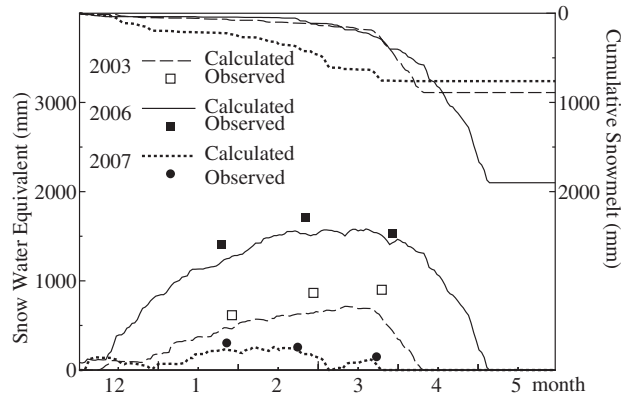 0
1000
2000
Cumulative Snowmelt (mm)
3000
2000
1000
0
Snow Water Equivalent (mm)
2003 Calculated
Observed
2006 Calculated
Observed
2007 Calculated
Observed
12 1 2 3 4 5 month